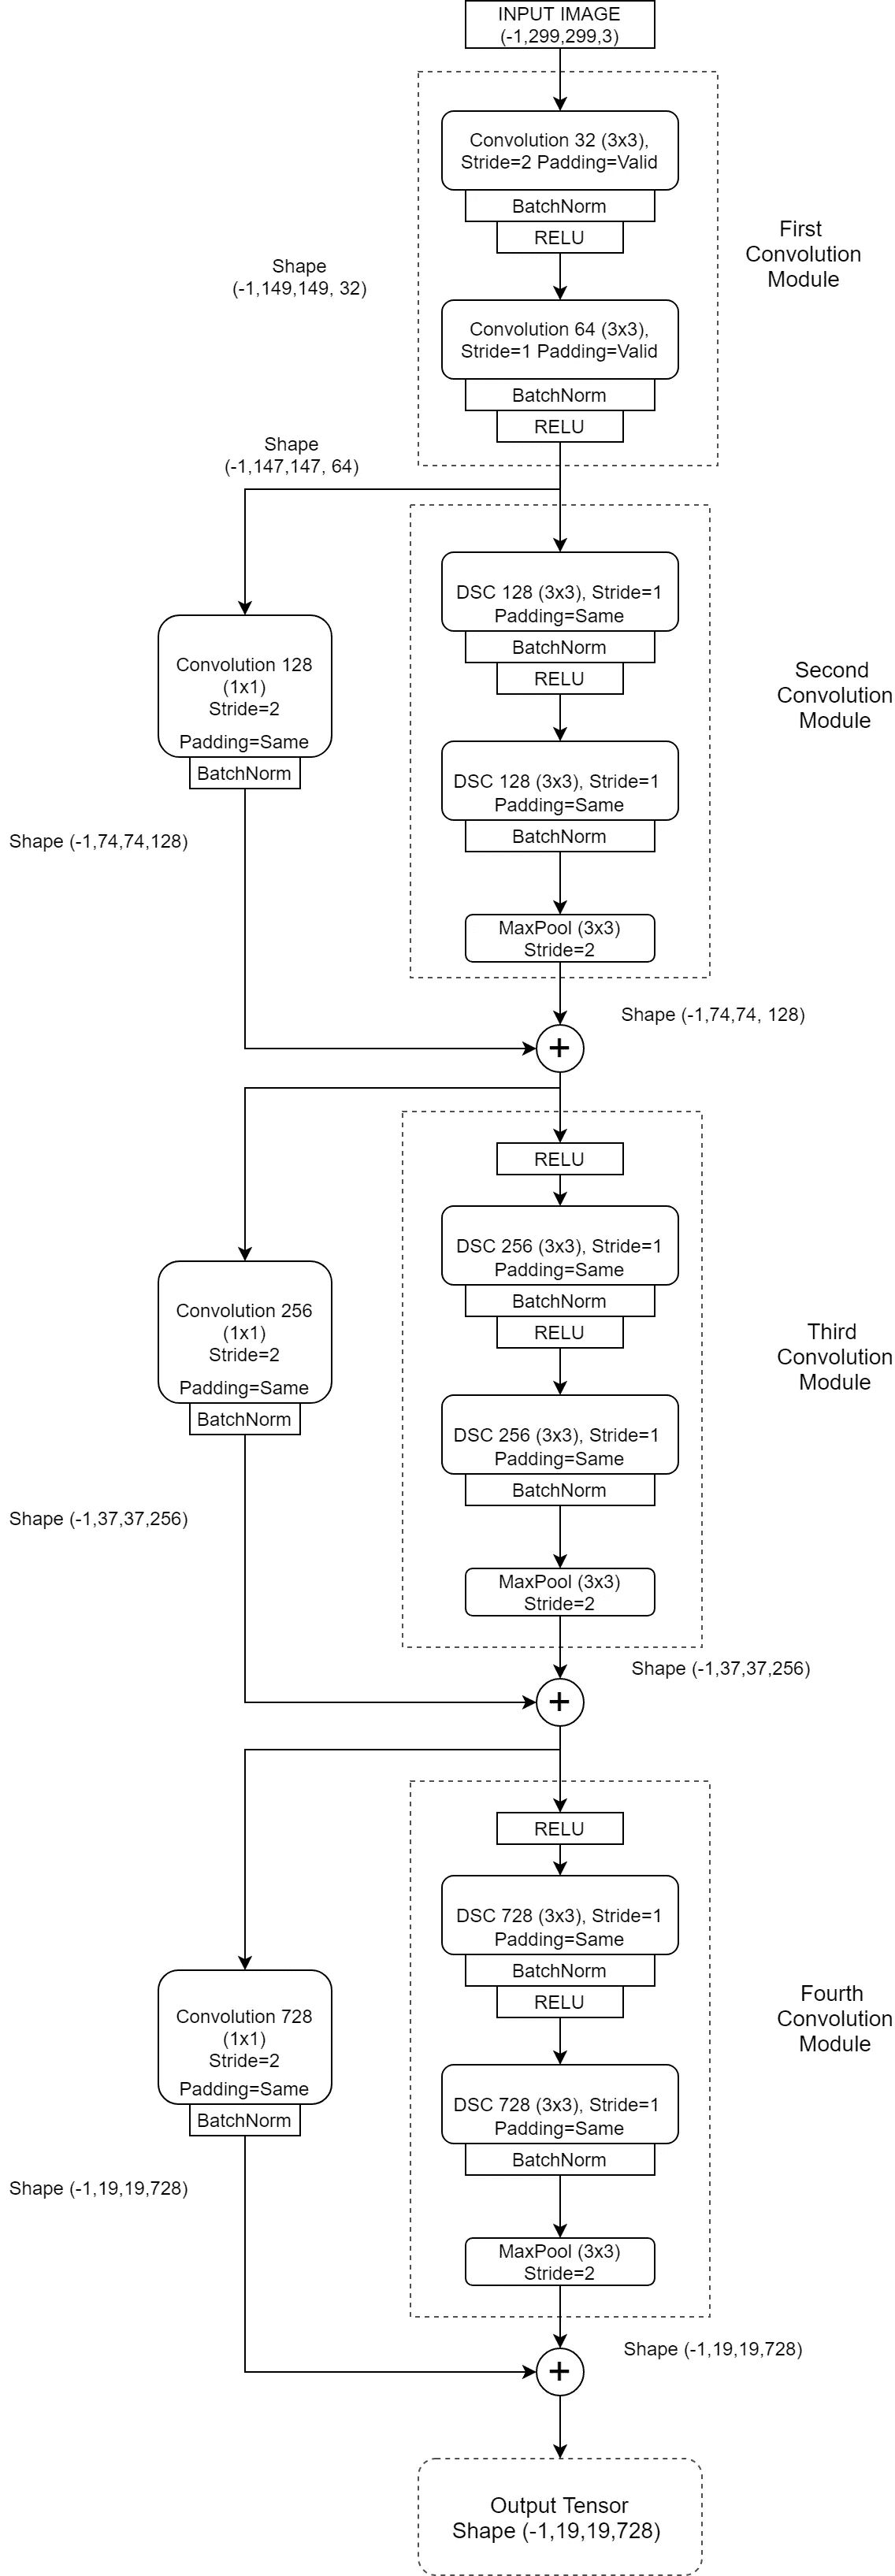 INPUT IMAGE
(-1,299,299,3)
Convolution 32 (3x3),
Stride=2 Padding=Valid
BatchNorm
RELU
First
Convolution
Module
Shape
(-1,149,149, 32)
Convolution 64 (3x3),
Stride=1 Padding=Valid
BatchNorm
RELU
Shape
(-1,147,147, 64)
DSC 128 (3x3), Stride=1
Padding=Same
BatchNorm
RELU
Second
Convolution
Module
Convolution 128
(1x1)
Stride=2
Padding=Same
BatchNorm
DSC 128 (3x3), Stride=1
Padding=Same
BatchNorm
Shape (-1,74,74,128)
MaxPool (3x3)
Stride=2
Shape (-1,74,74, 128)
+
RELU
DSC 256 (3x3), Stride=1
Padding=Same
BatchNorm
RELU
Third
Convolution
Module
Convolution 256
(1x1)
Stride=2
Padding=Same
BatchNorm
DSC 256 (3x3), Stride=1
Padding=Same
BatchNorm
Shape (-1,37,37,256)
MaxPool (3x3)
Stride=2
Shape (-1,37,37,256)
+
RELU
DSC 728 (3x3), Stride=1
Padding=Same
BatchNorm
RELU
Fourth
Convolution
Module
Convolution 728
(1x1)
Stride=2
Padding=Same
BatchNorm
DSC 728 (3x3), Stride=1
Padding=Same
BatchNorm
Shape (-1,19,19,728)
MaxPool (3x3)
Stride=2
Shape (-1,19,19,728)
+
Output Tensor
Shape (-1,19,19,728)